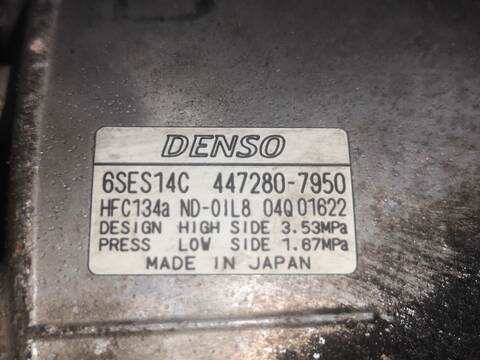 DENSO
6SES14C 447280-7950
HFC134a ND-OIL8 04Q01622
DESIGN HIGH SIDE 3.53MPa
PRESS LOW SIDE 1.67MPa
MADE IN JAPAN